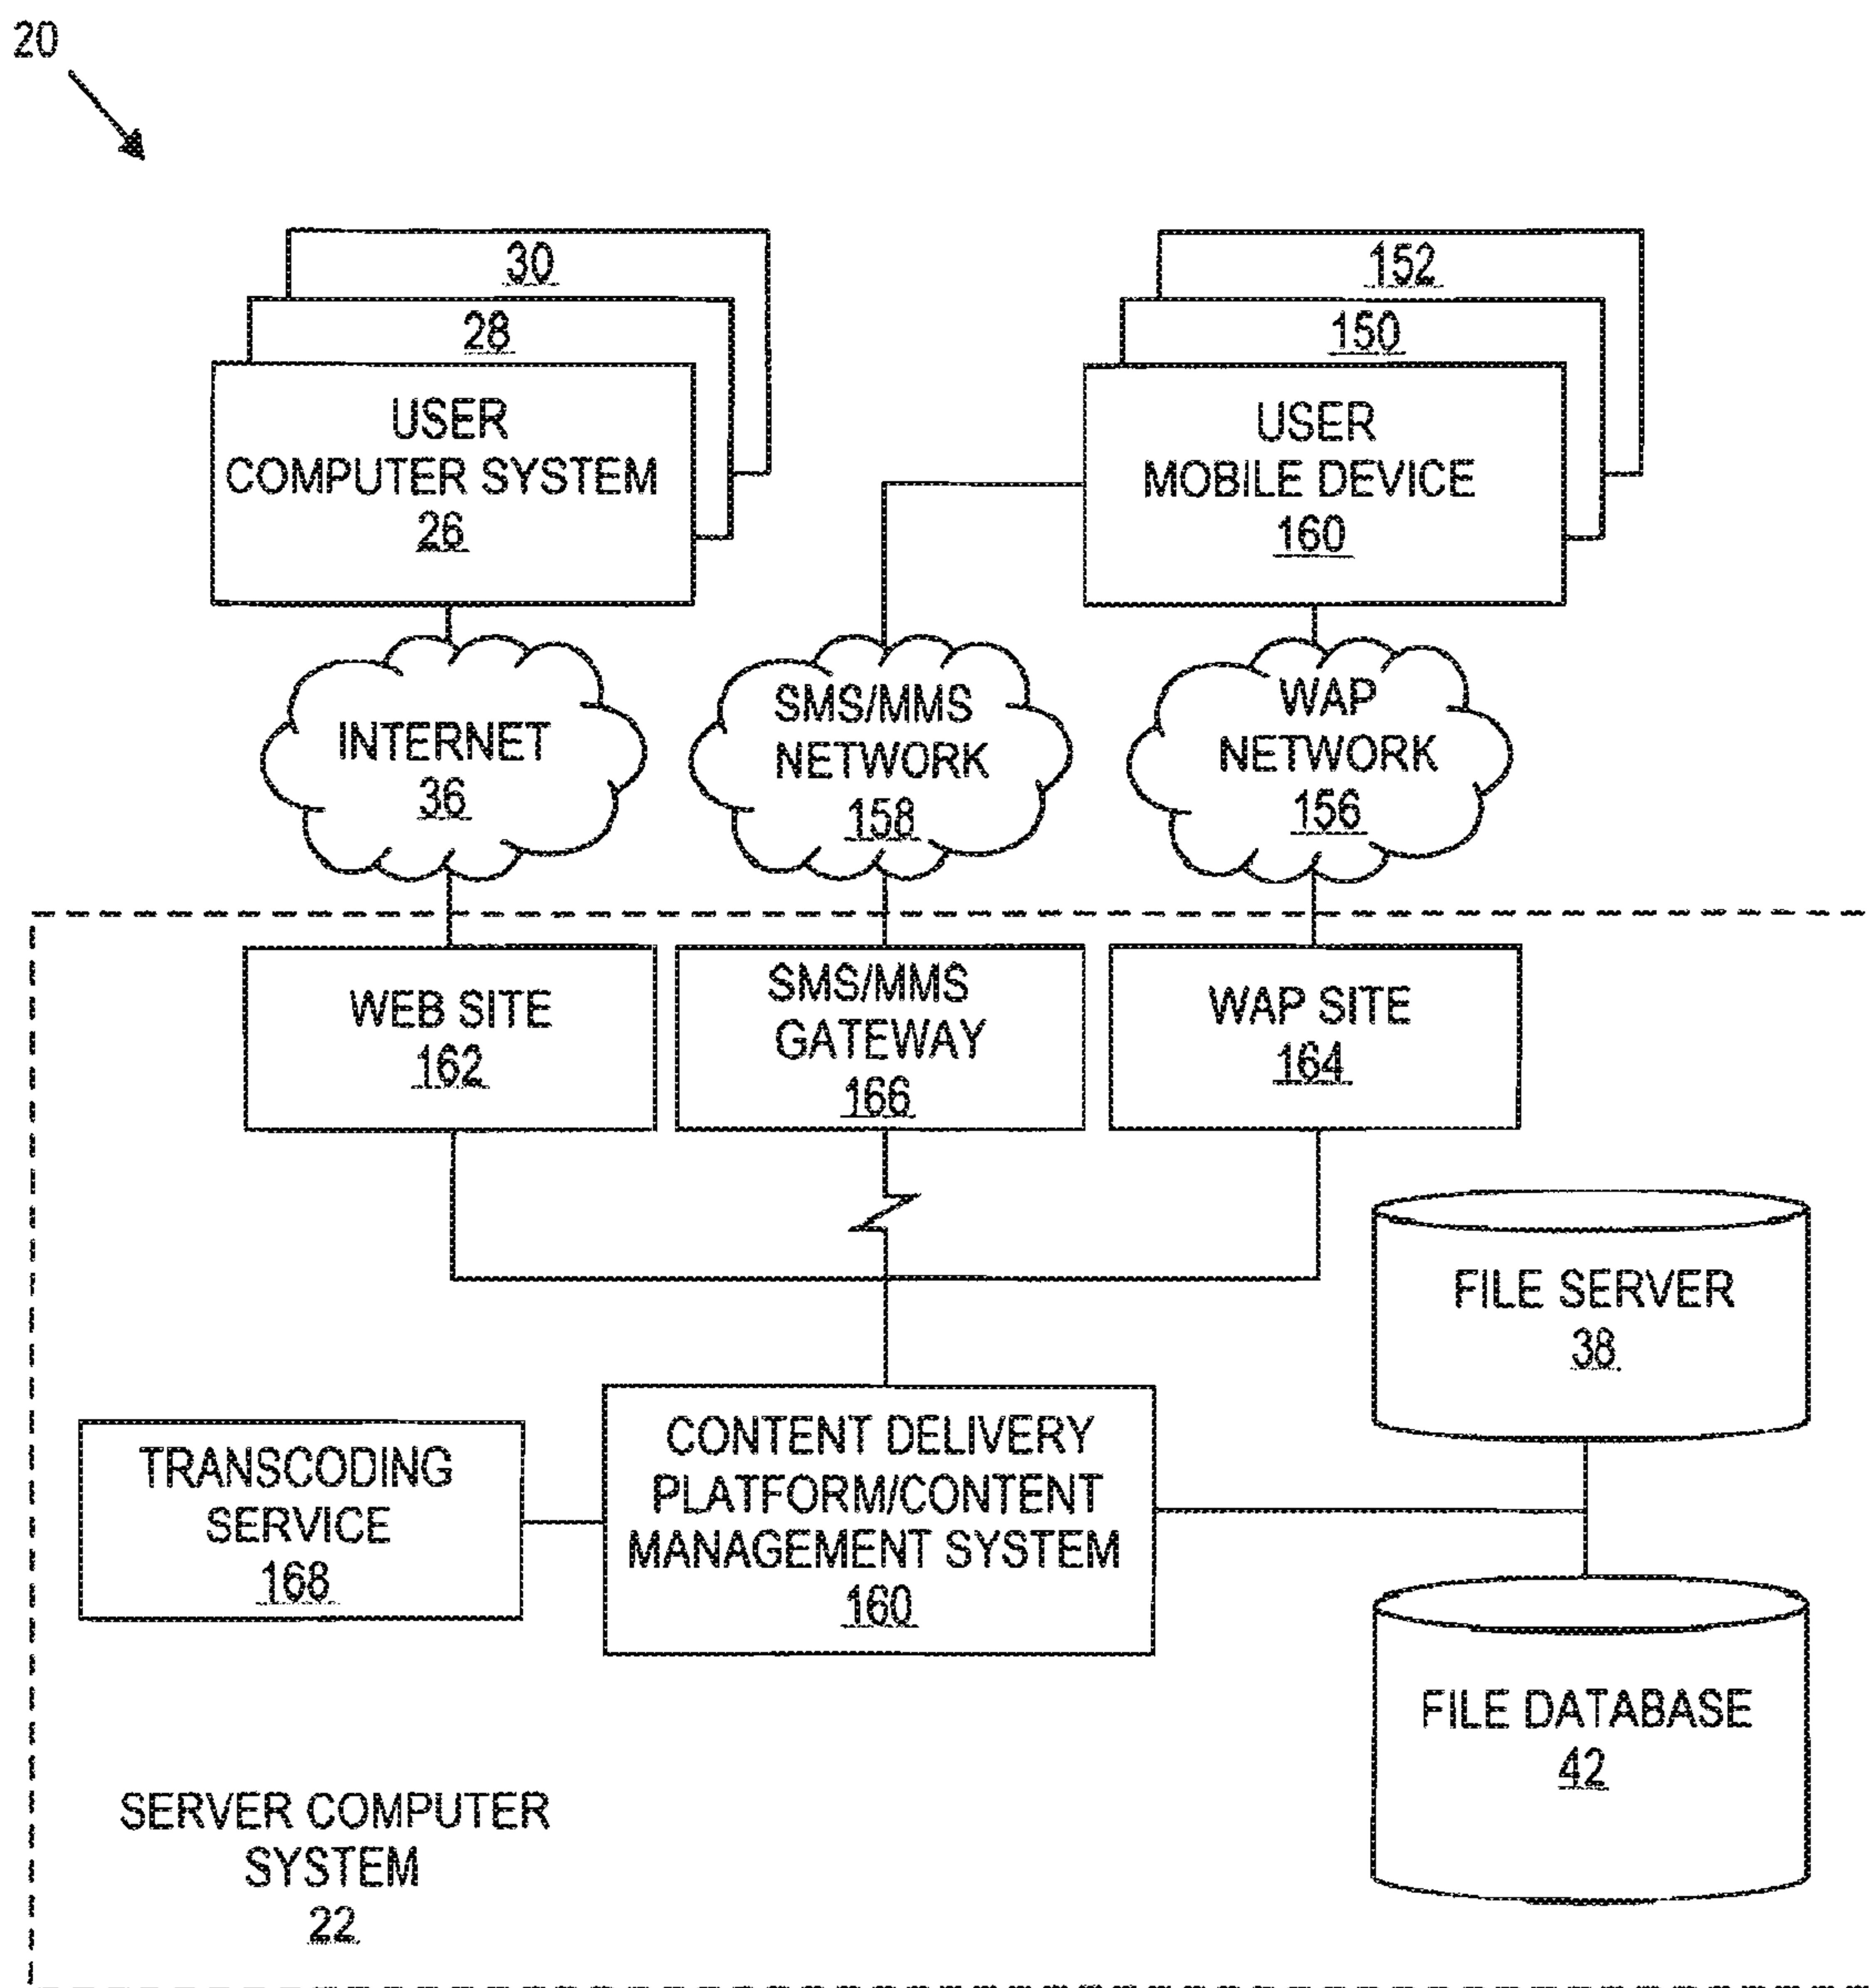 20
30
28
USER
COMPUTER SYSTEM
26
152
150
USER
MOBILE DEVICE
160
INTERNET
36
SMS/MMS
NETWORK
158
WAP
NETWORK
156
WEB SITE
162
SMS/MMS
GATEWAY
166
WAP SITE
164
FILE SERVER
38
TRANSCODING
SERVICE
168
CONTENT DELIVERY
PLATFORM/CONTENT
MANAGEMENT SYSTEM
160
FILE DATABASE
42
SERVER COMPUTER
SYSTEM
22